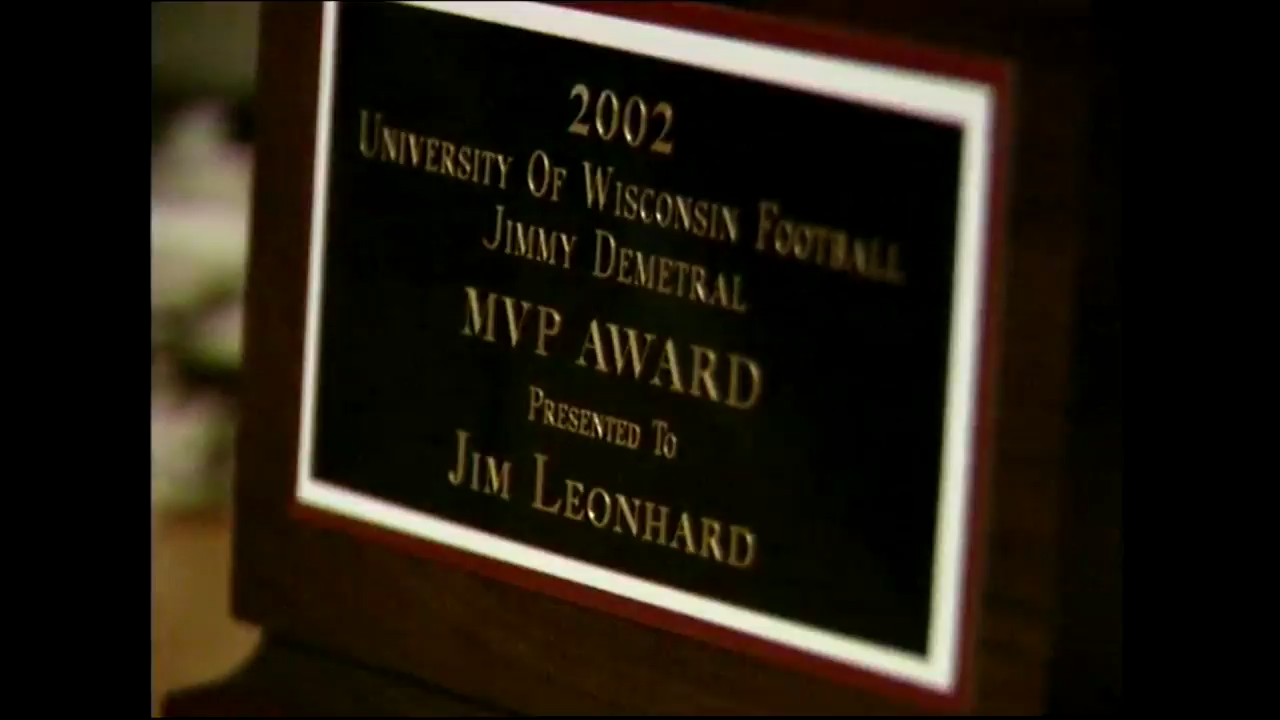 2002
University Of Wisconsin Football
Jimmy Demetral
MVP AWARD
Presented To
Jim Leonhard